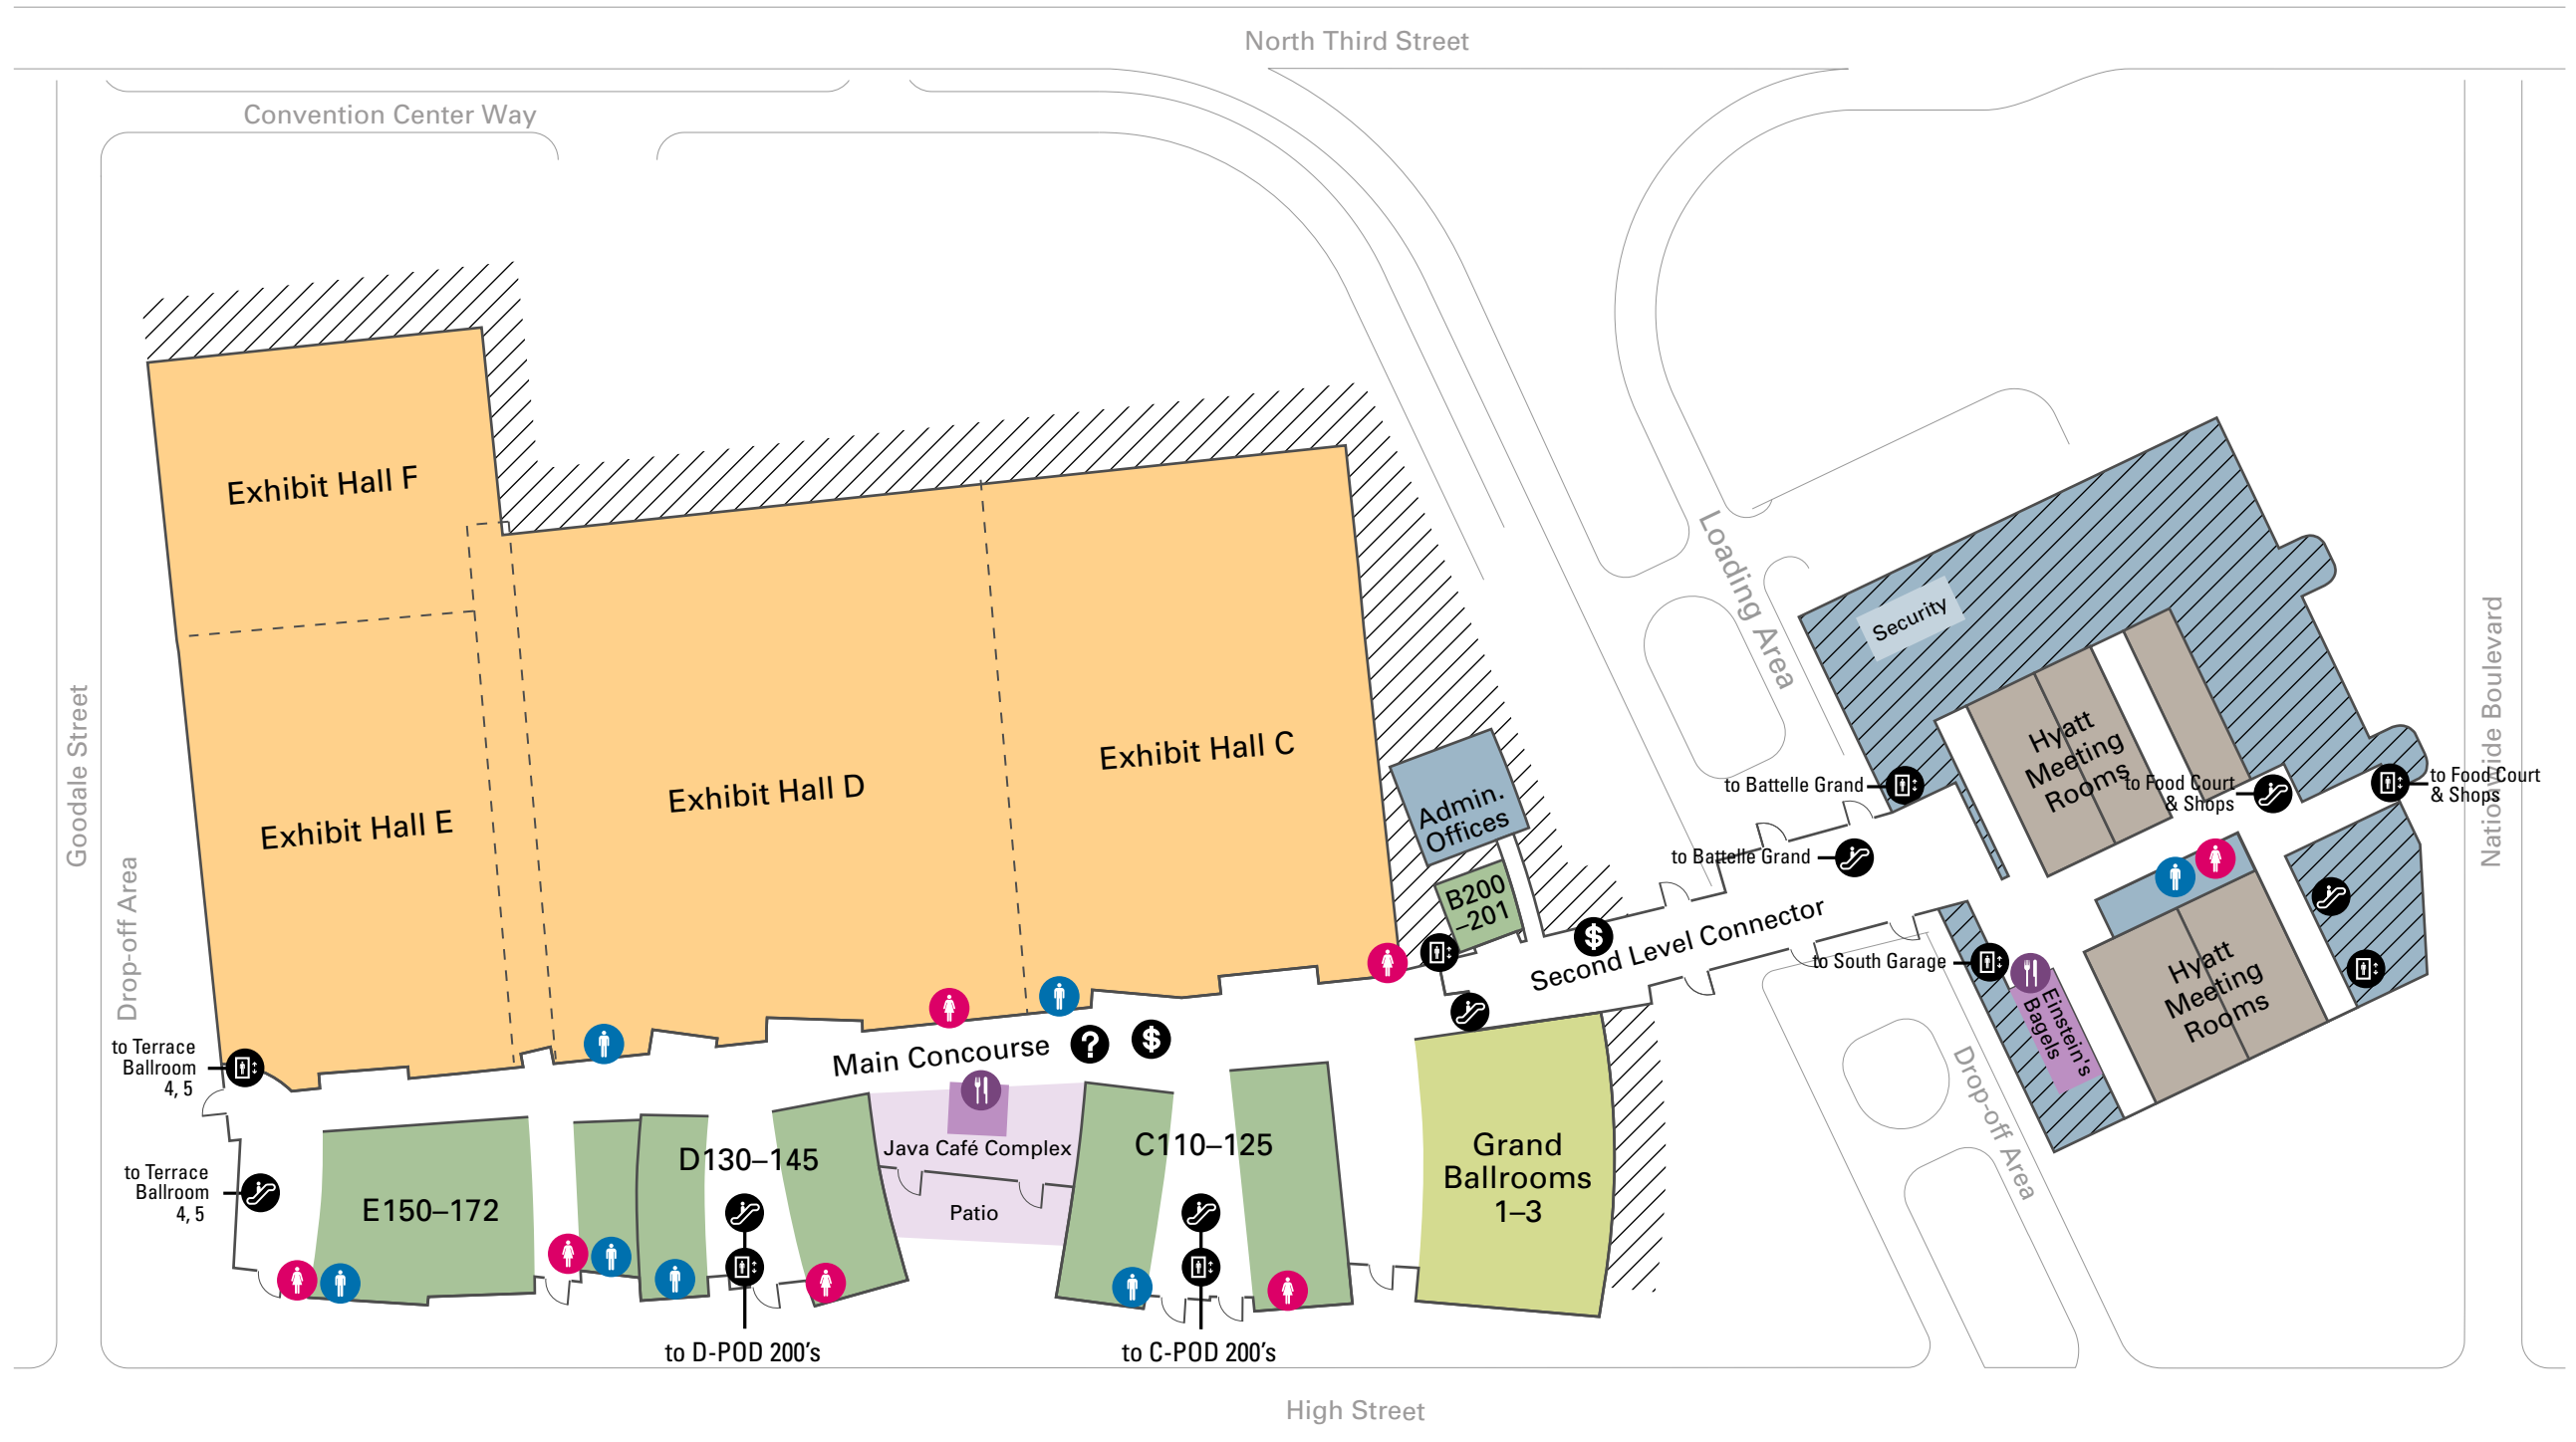 North Third Street
Convention Center Way
Exhibit Hall F
Loading Area
Security
Goodale Street
Nationwide Boulevard
Exhibit Hall E
Exhibit Hall D
Exhibit Hall C
Admin.
Offices
B200
–201
Hyatt
Meeting
Rooms
to Battelle Grand
to Food Court
& Shops
to Food Court
& Shops
to Battelle Grand
Drop-off Area
Second Level Connector
to South Garage
Einstein's
Bagels
Hyatt
Meeting
Rooms
to Terrace
Ballroom
4, 5
Main Concourse
?
$
$
Java Café Complex
Patio
to Terrace
Ballroom
4, 5
E150–172
D130–145
C110–125
Grand
Ballrooms
1–3
Drop-off Area
to D-POD 200's
to C-POD 200's
High Street